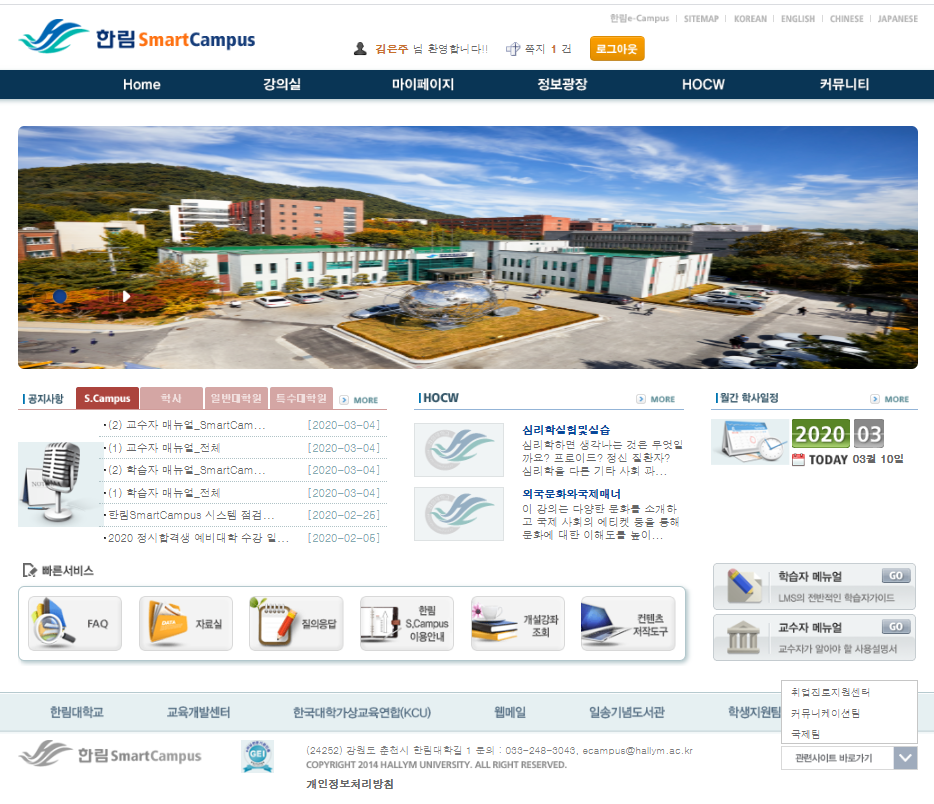 한림e-Campus | SITEMAP | KOREAN | ENGLISH | CHINESE | JAPANESE
한림 SmartCampus
김은주 님 환영합니다!! 쪽지 1 건 로그아웃
Home 강의실 마이페이지 정보광장 HOCW 커뮤니티
공지사항 S.Campus 학사 일반대학원 특수대학원 MORE
·(2) 교수자 매뉴얼_SmartCam... [2020-03-04]
·(1) 교수자 매뉴얼_전체 [2020-03-04]
·(2) 학습자 매뉴얼_SmartCam... [2020-03-04]
·(1) 학습자 매뉴얼_전체 [2020-03-04]
·한림SmartCampus 시스템 점검... [2020-02-26]
·2020 정시합격생 예비대학 수강 일... [2020-02-06]
HOCW MORE
심리학실험및실습
심리학하면 생각나는 것은 무엇일
까요? 프로이드? 정신 질환자?
심리학을 다른 기타 사회 과...
외국문화와국제매너
이 강의는 다양한 문화를 소개하
고 국제 사회의 에티켓 등을 통해
문화에 대한 이해도를 높이...
월간 학사일정 MORE
2020 03
TODAY 03월 10일
빠른서비스
FAQ
자료실
질의응답
한림
S.Campus
이용안내
개설강좌
조회
컨텐츠
저작도구
학습자 메뉴얼 GO
LMS의 전반적인 학습자가이드
교수자 메뉴얼 GO
교수자가 알아야 할 사용설명서
한림대학교 교육개발센터 한국대학가상교육연합(KCU) 웹메일 일송기념도서관 학생지원팀
취업진로지원센터
커뮤니케이션팀
국제팀
관련사이트 바로가기
한림 SmartCampus
GEI
(24252) 강원도 춘천시 한림대학길 1 문의 : 033-248-3043, ecampus@hallym.ac.kr
COPYRIGHT 2014 HALLYM UNIVERSITY. ALL RIGHT RESERVED.
개인정보처리방침